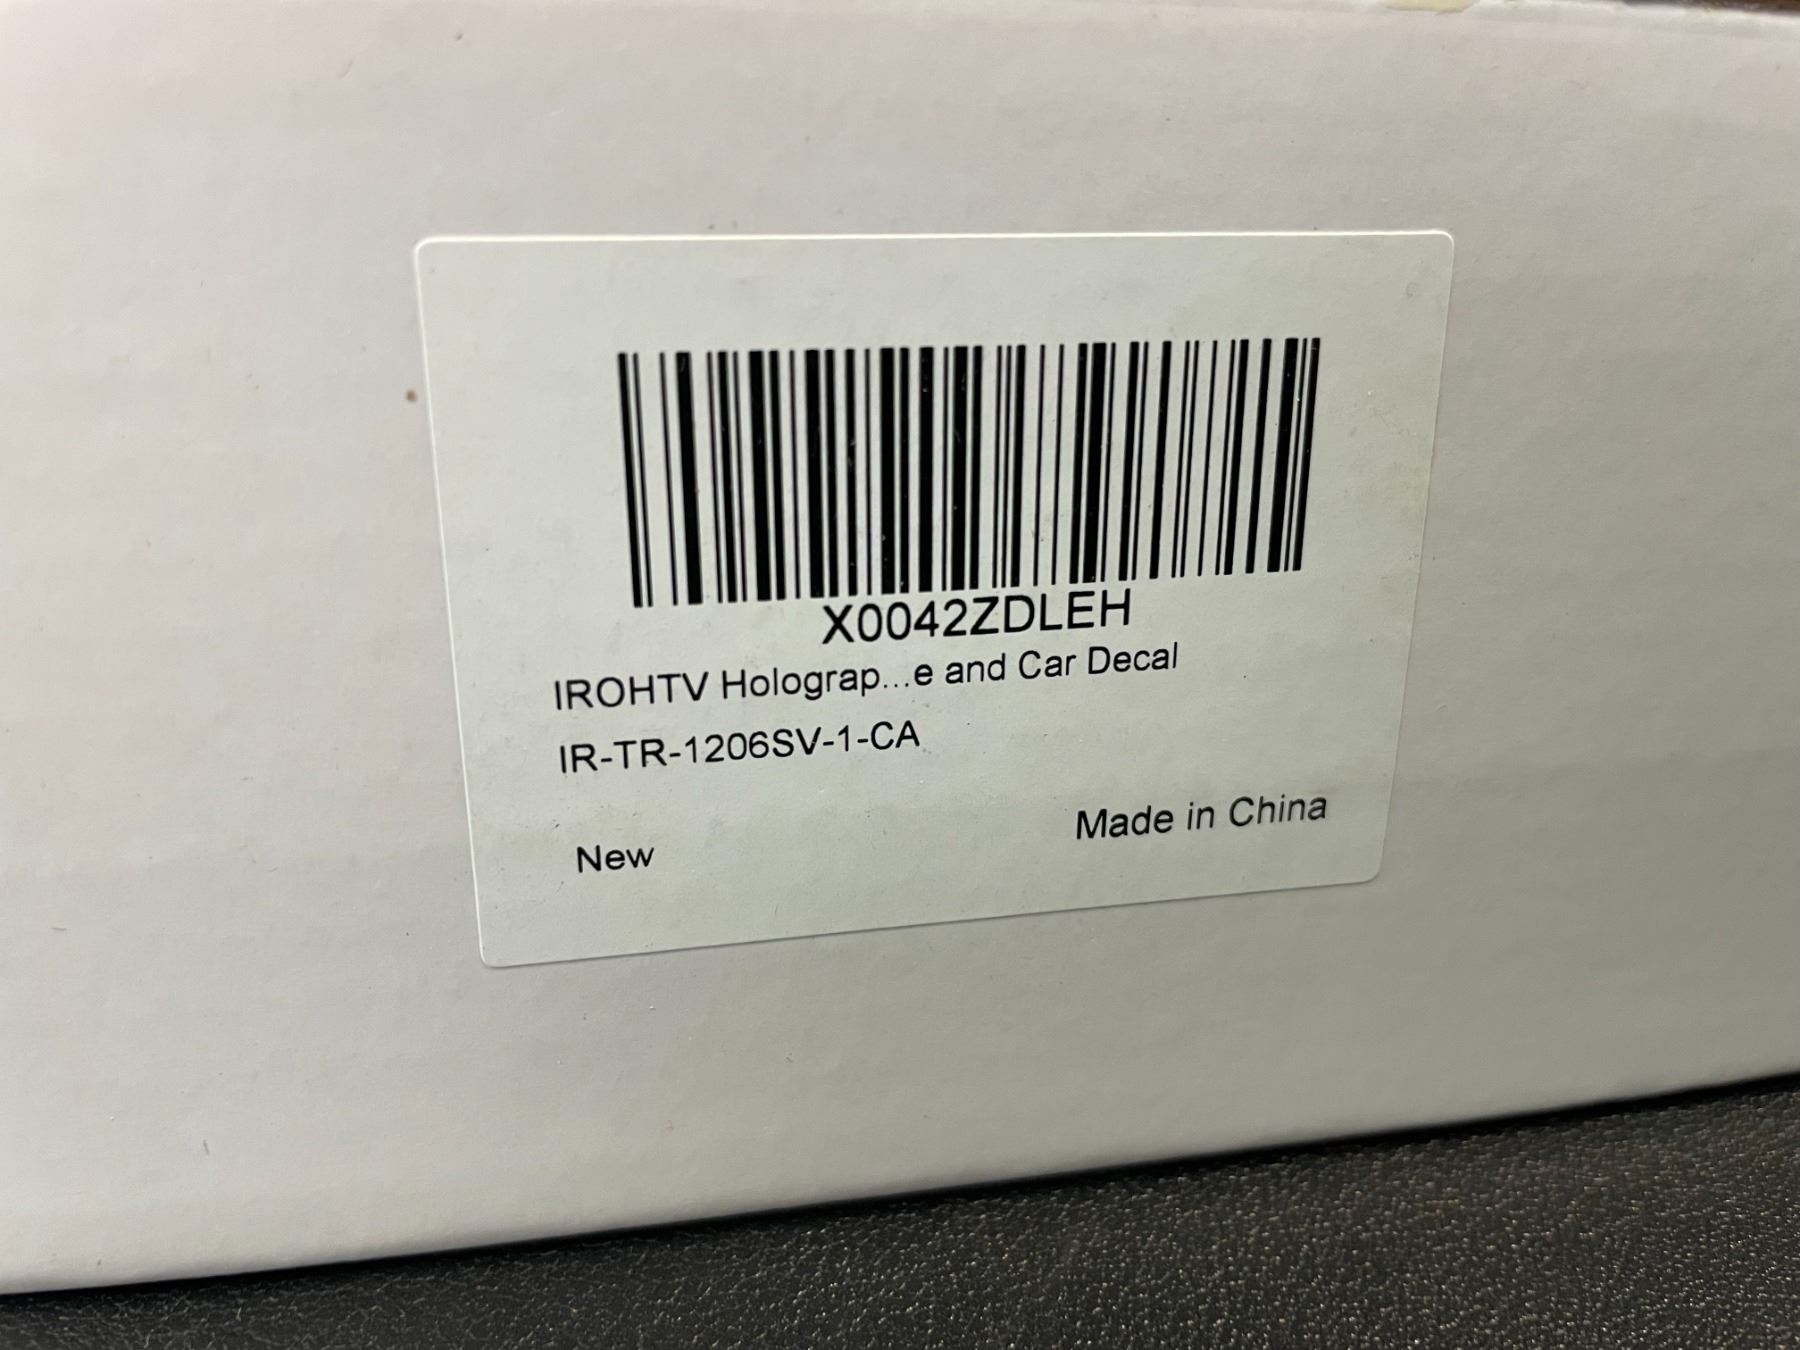 X0042ZDLEH
IROHTV Holograp...e and Car Decal
IR-TR-1206SV-1-CA
New
Made in China